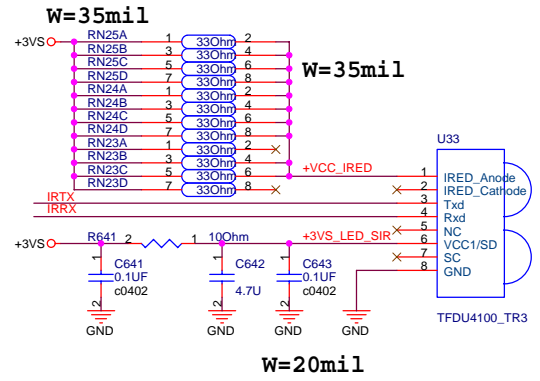 W=35mil
+3VS
RN25A 1 33Ohm 2
RN25B 3 33Ohm 4
RN25C 5 33Ohm 6
RN25D 7 33Ohm 8
RN24A 1 33Ohm 2
RN24B 3 33Ohm 4
RN24C 5 33Ohm 6
RN24D 7 33Ohm 8
RN23A 1 33Ohm 2
RN23B 3 33Ohm 4
RN23C 5 33Ohm 6
RN23D 7 33Ohm 8
W=35mil
+VCC_IRED
U33
1 IRED_Anode
2 IRED_Cathode
IRTX 3 Txd
IRRX 4 Rxd
5 NC
+3VS R641 2 1 10Ohm +3VS_LED_SIR 6 VCC1/SD
7 SC
8 GND
1 C641 0.1UF c0402 2 GND
1 C642 4.7U 2 GND
1 C643 0.1UF c0402 2 GND
GND
TFDU4100_TR3
W=20mil